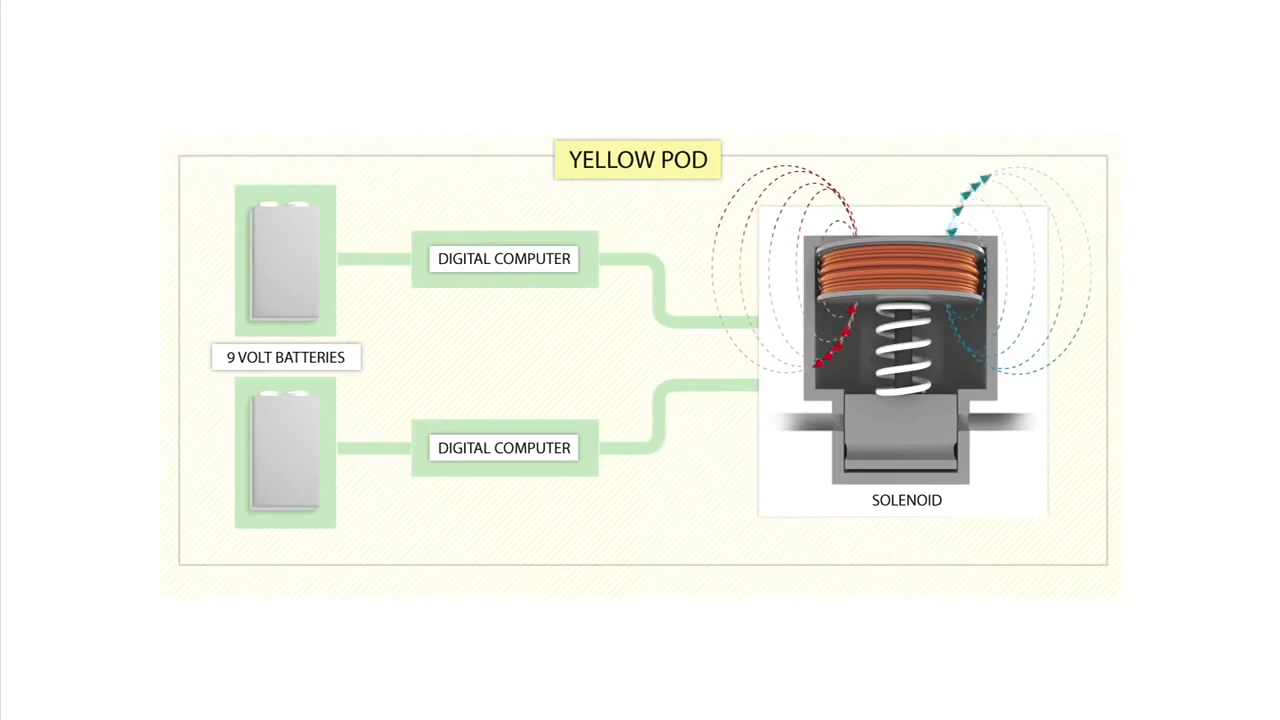 YELLOW POD
DIGITAL COMPUTER
9 VOLT BATTERIES
DIGITAL COMPUTER
SOLENOID